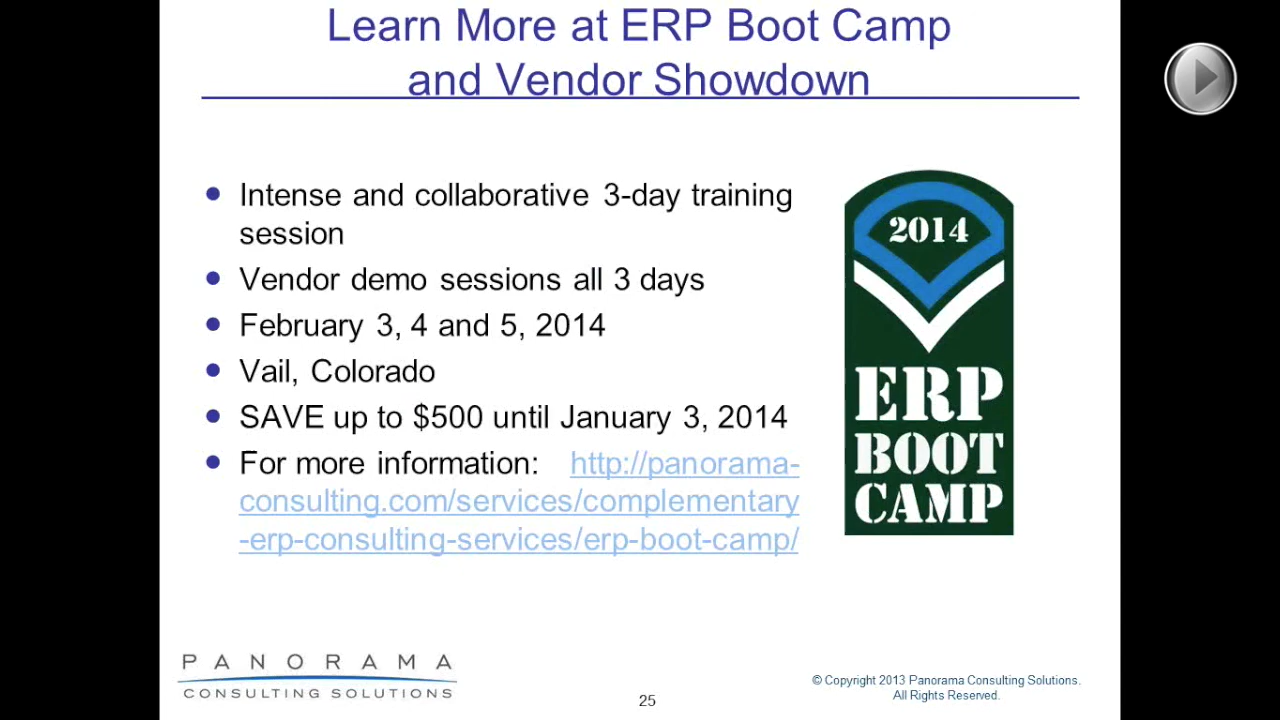 Learn More at ERP Boot Camp
and Vendor Showdown
Intense and collaborative 3-day training
session
Vendor demo sessions all 3 days
February 3, 4 and 5, 2014
Vail, Colorado
SAVE up to $500 until January 3, 2014
For more information: http://panorama-
consulting.com/services/complementary
-erp-consulting-services/erp-boot-camp/
2014
ERP
BOOT
CAMP
PANORAMA
CONSULTING SOLUTIONS
25
© Copyright 2013 Panorama Consulting Solutions.
All Rights Reserved.